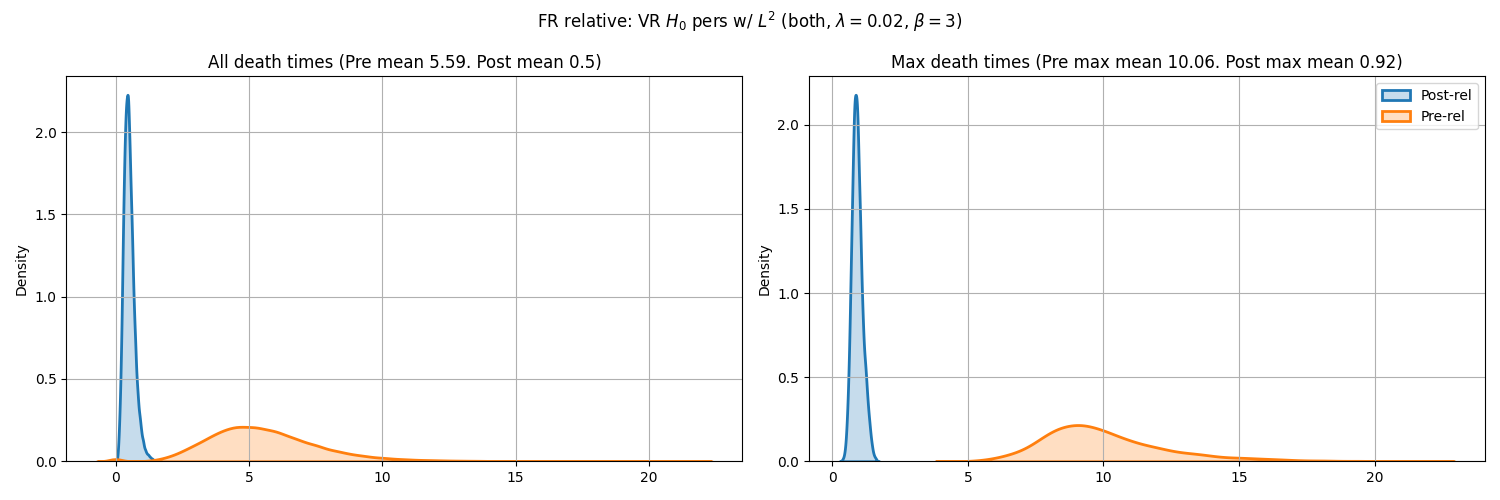 FR relative: VR $H_0$ pers w/ $L^2$ (both, $\lambda = 0.02$, $\beta = 3$)
All death times (Pre mean 5.59. Post mean 0.5)
Max death times (Pre max mean 10.06. Post max mean 0.92)
Density
2.0
1.5
1.0
0.5
0.0
0 5 10 15 20
Density
2.0
1.5
1.0
0.5
0.0
0 5 10 15 20
Post-rel
Pre-rel